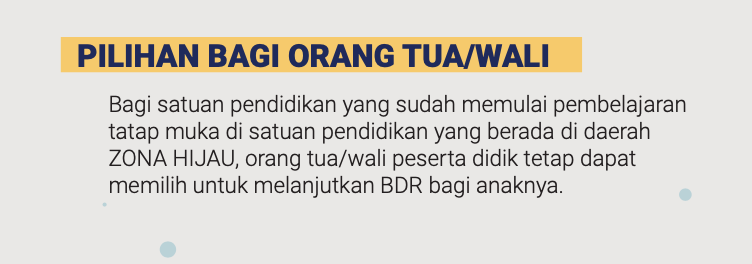 PILIHAN BAGI ORANG TUA/WALI
Bagi satuan pendidikan yang sudah memulai pembelajaran
tatap muka di satuan pendidikan yang berada di daerah
ZONA HIJAU, orang tua/wali peserta didik tetap dapat
memilih untuk melanjutkan BDR bagi anaknya.